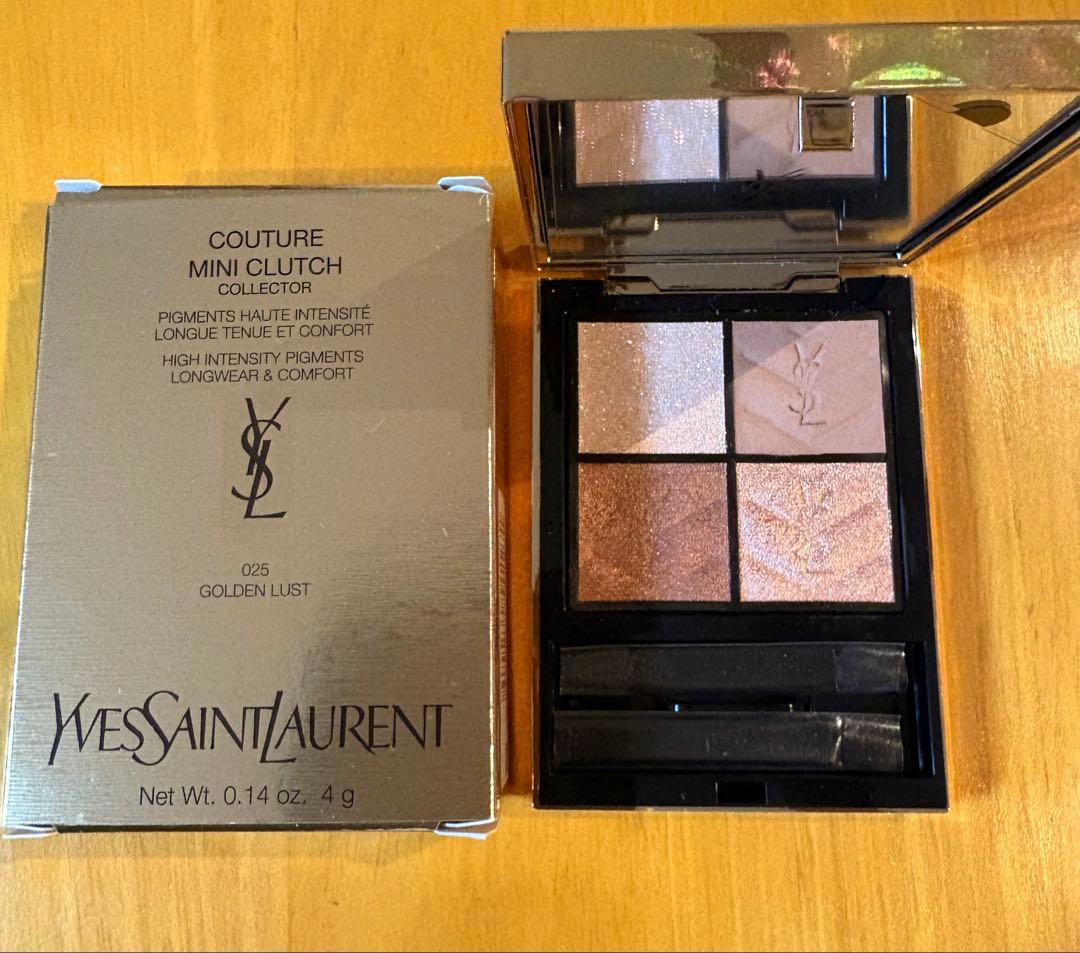 COUTURE
MINI CLUTCH
COLLECTOR
PIGMENTS HAUTE INTENSITÉ
LONGUE TENUE ET CONFORT
HIGH INTENSITY PIGMENTS
LONGWEAR & COMFORT
YSL
025
GOLDEN LUST
YVESSAINTLAURENT
Net Wt. 0.14 oz. 4 g
YSL